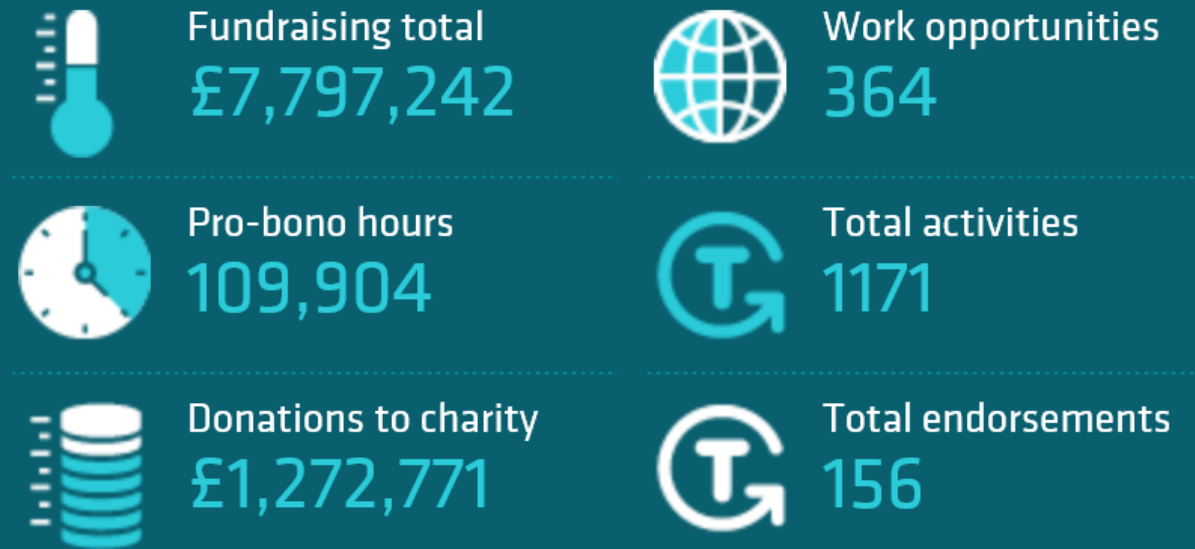 Fundraising total
£7,797,242
Work opportunities
364
Pro-bono hours
109,904
Total activities
T
1171
Donations to charity
£1,272,771
Total endorsements
T
156